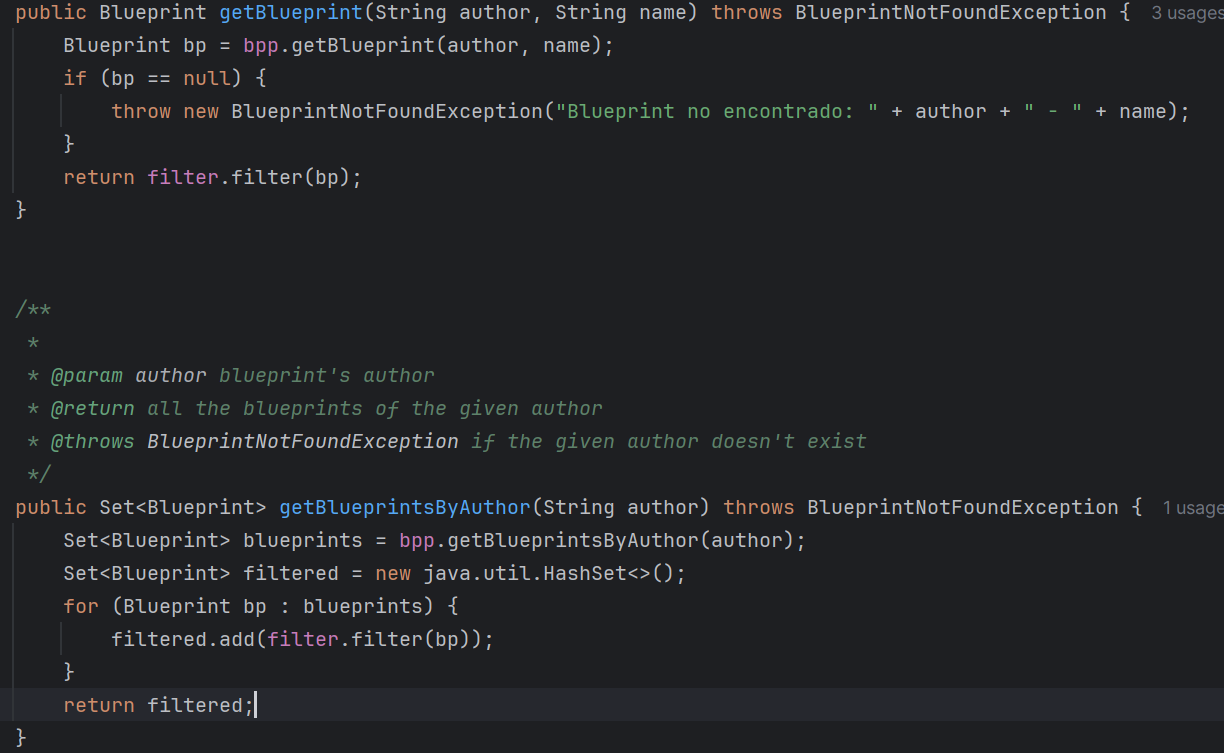 public Blueprint getBlueprint(String author, String name) throws BlueprintNotFoundException { 3 usages
    Blueprint bp = bpp.getBlueprint(author, name);
    if (bp == null) {
        throw new BlueprintNotFoundException("Blueprint no encontrado: " + author + " - " + name);
    }
    return filter.filter(bp);
}
/**
 *
 * @param author blueprint's author
 * @return all the blueprints of the given author
 * @throws BlueprintNotFoundException if the given author doesn't exist
 */
public Set<Blueprint> getBlueprintsByAuthor(String author) throws BlueprintNotFoundException { 1 usage
    Set<Blueprint> blueprints = bpp.getBlueprintsByAuthor(author);
    Set<Blueprint> filtered = new java.util.HashSet<>();
    for (Blueprint bp : blueprints) {
        filtered.add(filter.filter(bp));
    }
    return filtered;
}